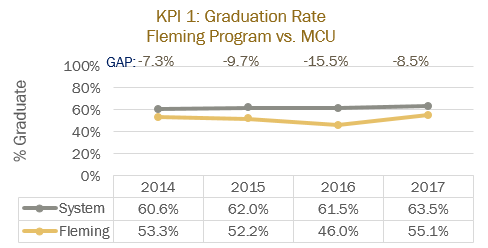 KPI 1: Graduation Rate
Fleming Program vs. MCU
GAP: -7.3% -9.7% -15.5% -8.5%
100%
80%
60%
40%
20%
0%
% Graduate
2014 2015 2016 2017
System 60.6% 62.0% 61.5% 63.5%
Fleming 53.3% 52.2% 46.0% 55.1%